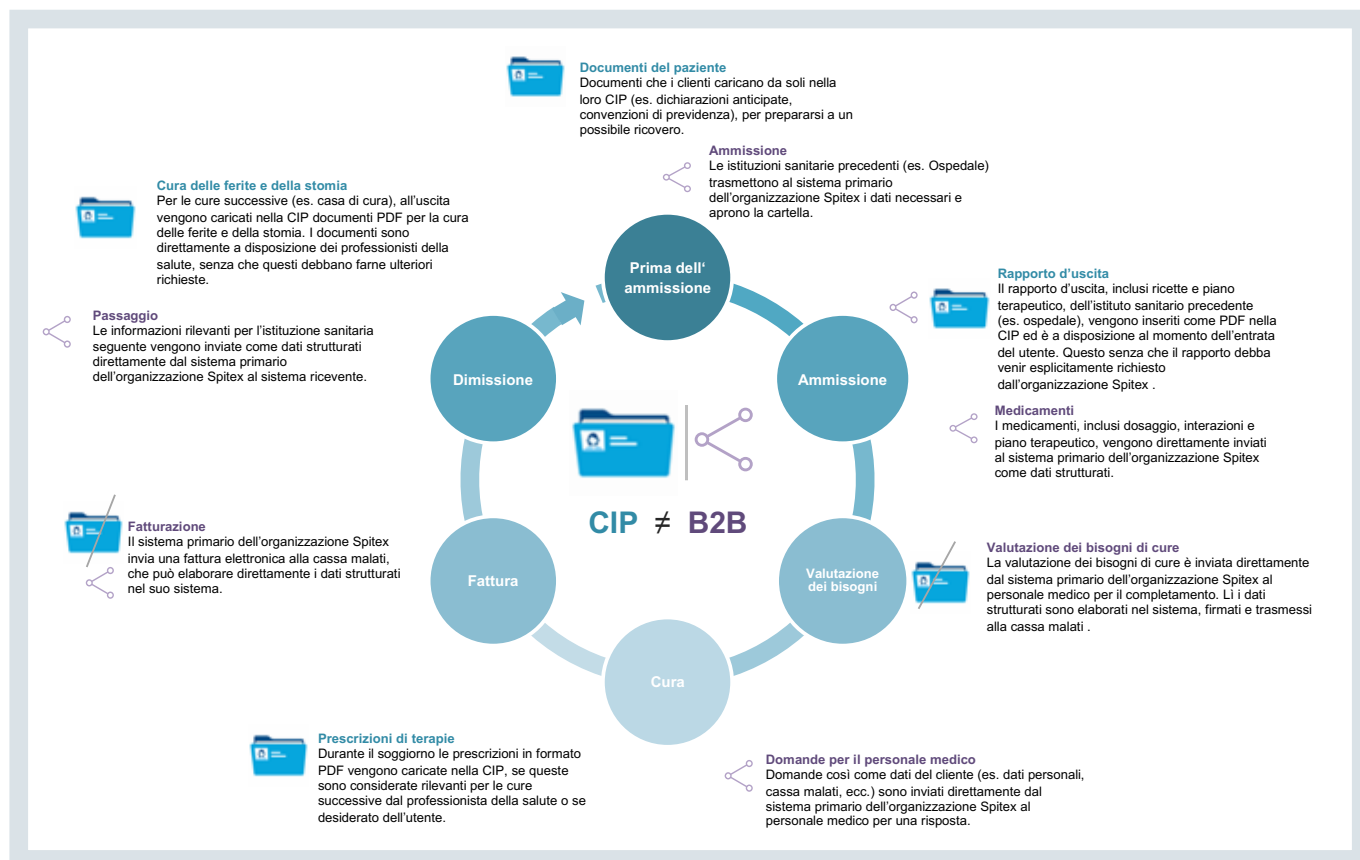 Documenti del paziente
Documenti che i clienti caricano da soli nella
loro CIP (es. dichiarazioni anticipate,
convenzioni di previdenza), per prepararsi a un
possibile ricovero.
Ammissione
Le istituzioni sanitarie precedenti (es. Ospedale)
trasmettono al sistema primario
dell'organizzazione Spitex i dati necessari e
aprono la cartella.
Cura delle ferite e della stomia
Per le cure successive (es. casa di cura), all'uscita
vengono caricati nella CIP documenti PDF per la cura
delle ferite e della stomia. I documenti sono
direttamente a disposizione dei professionisti della
salute, senza che questi debbano farne ulteriori
richieste.
Prima dell'
ammissione
Rapporto d'uscita
Il rapporto d'uscita, inclusi ricette e piano
terapeutico, dell'istituto sanitario precedente
(es. ospedale), vengono inseriti come PDF nella
CIP ed è a disposizione al momento dell'entrata
del utente. Questo senza che il rapporto debba
venir esplicitamente richiesto
dall'organizzazione Spitex .
Passaggio
Le informazioni rilevanti per l'istituzione sanitaria
seguente vengono inviate come dati strutturati
direttamente dal sistema primario
dell'organizzazione Spitex al sistema ricevente.
Dimissione
Ammissione
Medicamenti
I medicamenti, inclusi dosaggio, interazioni e
piano terapeutico, vengono direttamente inviati
al sistema primario dell'organizzazione Spitex
come dati strutturati.
CIP ≠ B2B
Fatturazione
Il sistema primario dell'organizzazione Spitex
invia una fattura elettronica alla cassa malati,
che può elaborare direttamente i dati strutturati
nel suo sistema.
Fattura
Valutazione
dei bisogni
Valutazione dei bisogni di cure
La valutazione dei bisogni di cure è inviata direttamente
dal sistema primario dell'organizzazione Spitex al
personale medico per il completamento. Lì i dati
strutturati sono elaborati nel sistema, firmati e trasmessi
alla cassa malati .
Cura
Prescrizioni di terapie
Durante il soggiorno le prescrizioni in formato
PDF vengono caricate nella CIP, se queste
sono considerate rilevanti per le cure
successive dal professionista della salute o se
desiderato dell'utente.
Domande per il personale medico
Domande così come dati del cliente (es. dati personali,
cassa malati, ecc.) sono inviati direttamente dal
sistema primario dell'organizzazione Spitex al
personale medico per una risposta.